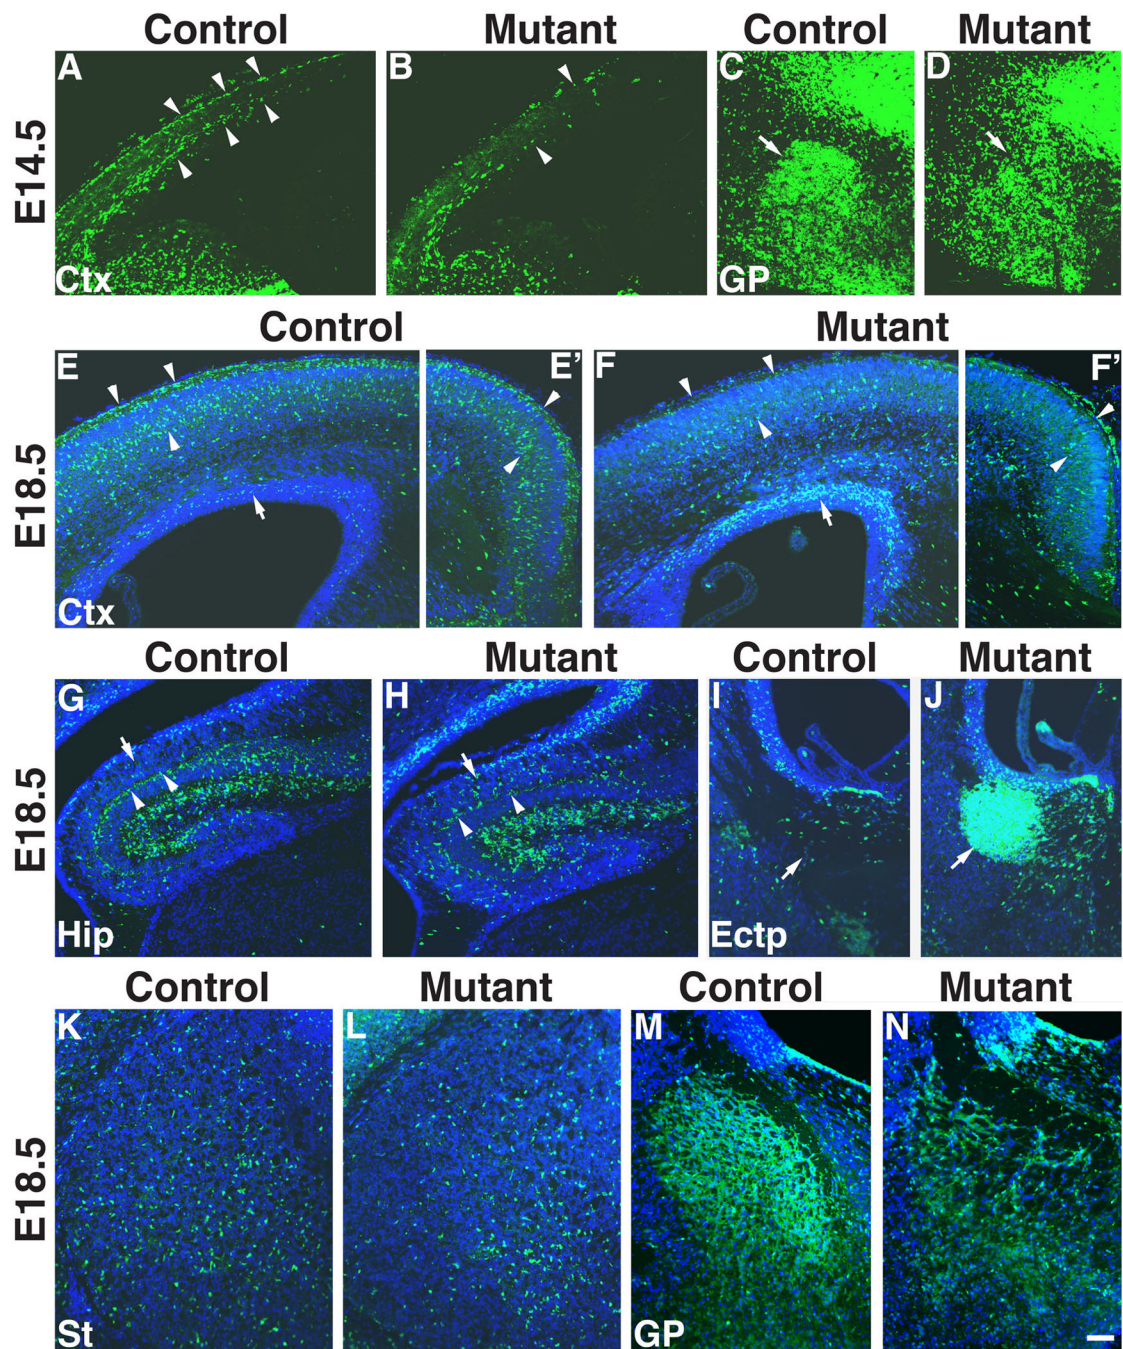 Control Mutant Control Mutant
A B C D
E14.5
Ctx GP
Control Mutant
E E’ F F’
E18.5
Ctx
Control Mutant Control Mutant
G H I J
E18.5
Hip Ectp
Control Mutant Control Mutant
K L M N
E18.5
St GP